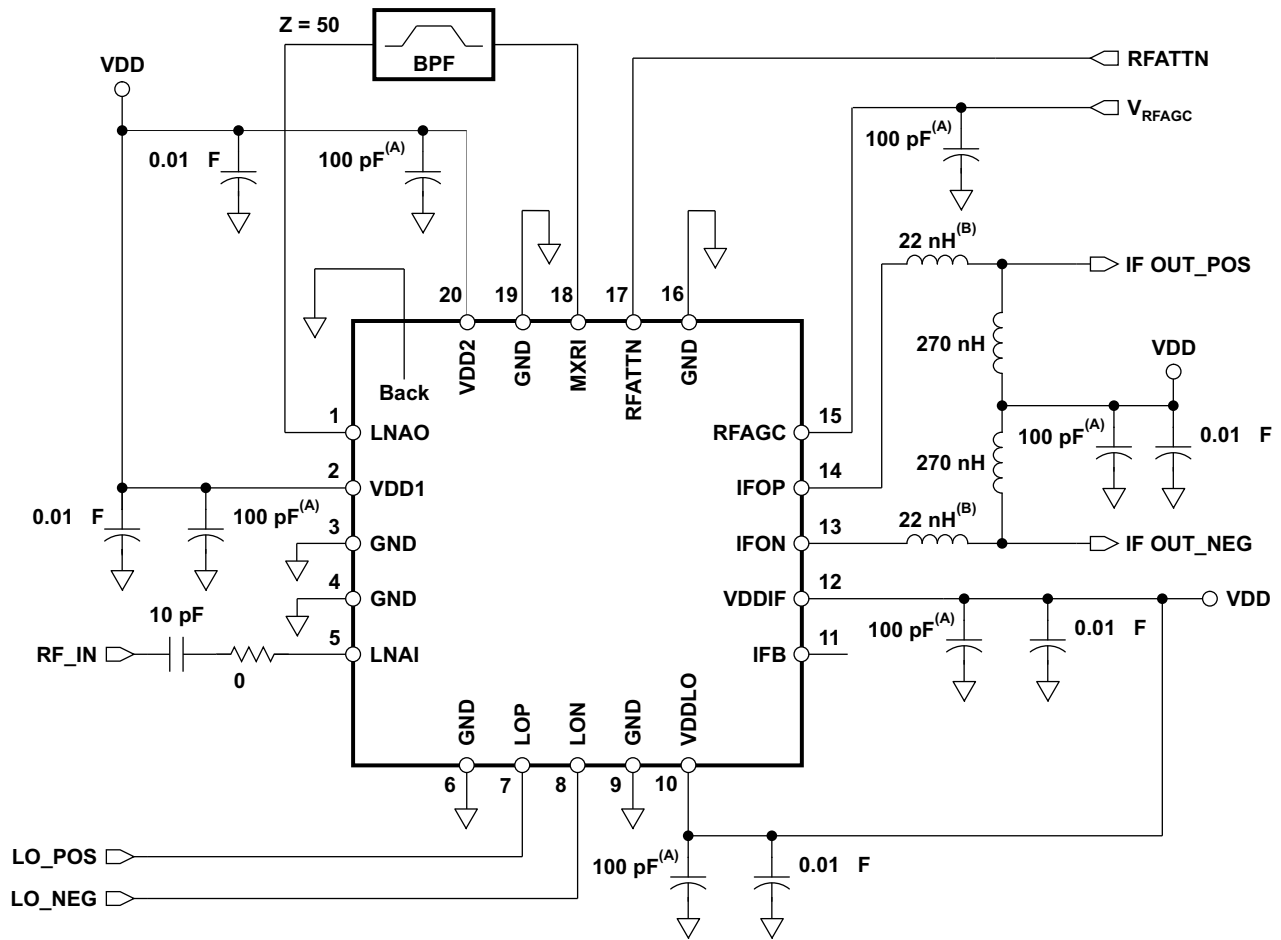 Z = 50
BPF
VDD
RFATTN
V_RFAGC
0.01 F
100 pF(A)
100 pF(A)
22 nH(B)
IF OUT_POS
20
19
18
17
16
VDD2
GND
MXRI
RFATTN
GND
270 nH
VDD
Back
1
LNAO
RFAGC
15
100 pF(A)
0.01 F
2
VDD1
IFOP
14
270 nH
0.01 F
100 pF(A)
3
GND
IFON
13
22 nH(B)
IF OUT_NEG
4
GND
VDDIF
12
VDD
10 pF
100 pF(A)
0.01 F
RF_IN
0
5
LNAI
IFB
11
GND
LOP
LON
GND
VDDLO
6
7
8
9
10
LO_POS
LO_NEG
100 pF(A)
0.01 F